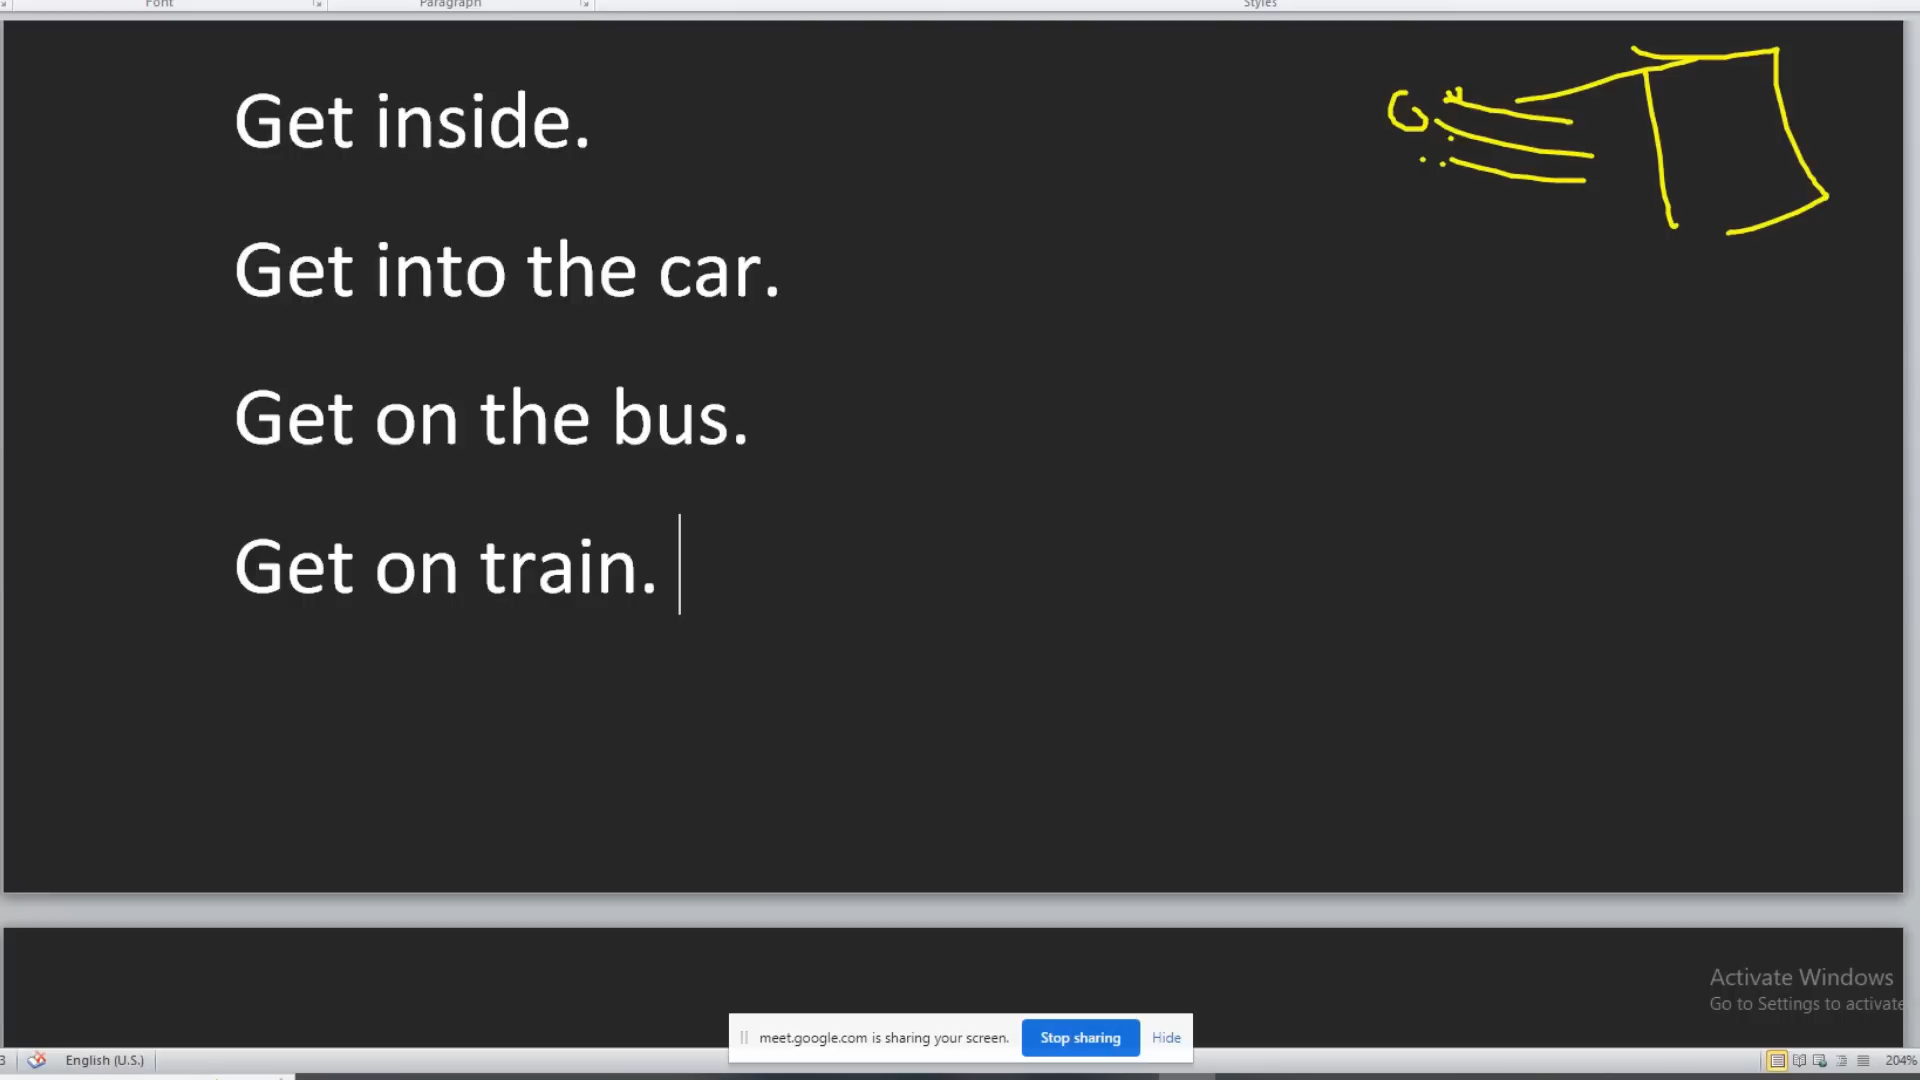 Font Paragraph Styles
Get inside.
Get into the car.
Get on the bus.
Get on train.
Activate Windows
Go to Settings to activate
meet.google.com is sharing your screen. Stop sharing Hide
3 English (U.S.) 204%